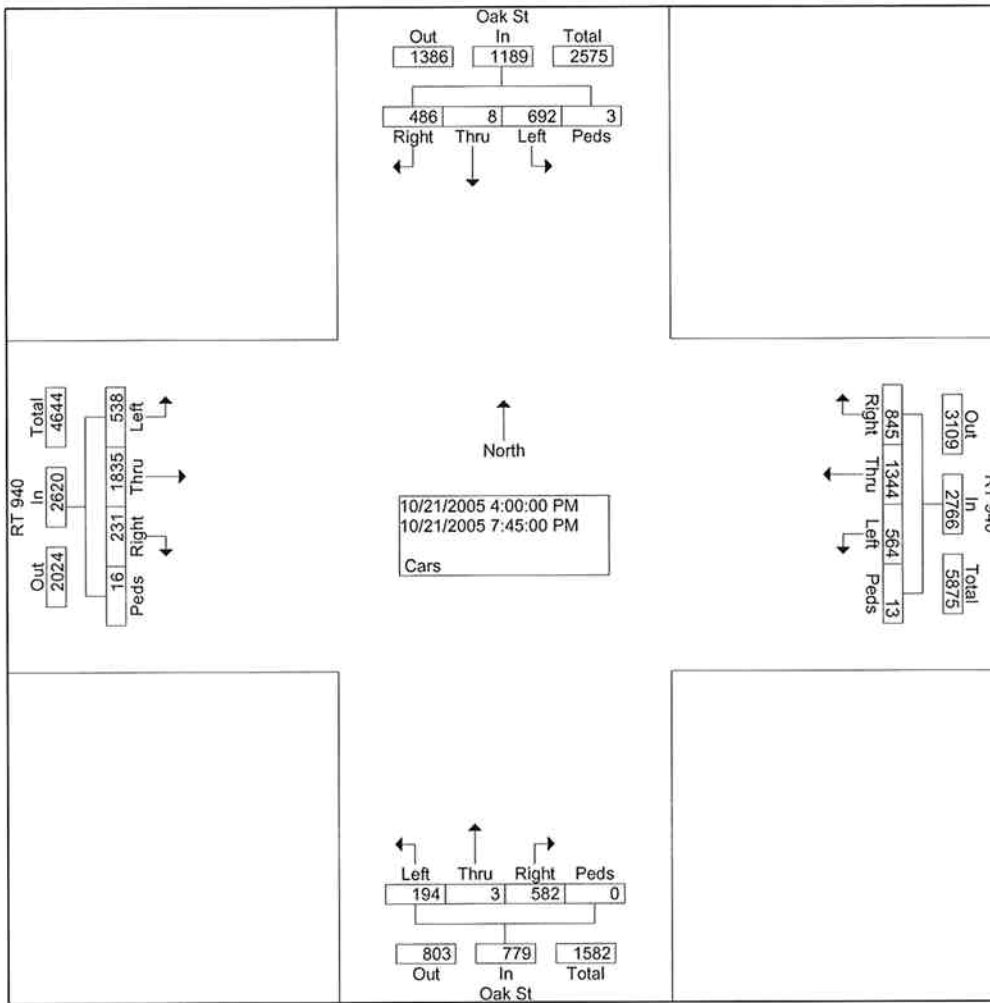 Oak St
Out In Total
1386 1189 2575
486 8 692 3
Right Thru Left Peds
RT 940
Total In Out
4644 2620 2024
538 1835 231 16
Left Thru Right Peds
North
10/21/2005 4:00:00 PM
10/21/2005 7:45:00 PM
Cars
845 1344 564 13
Right Thru Left Peds
Out In Total
3109 2766 5875
RT 940
Left Thru Right Peds
194 3 582 0
803 779 1582
Out In Total
Oak St